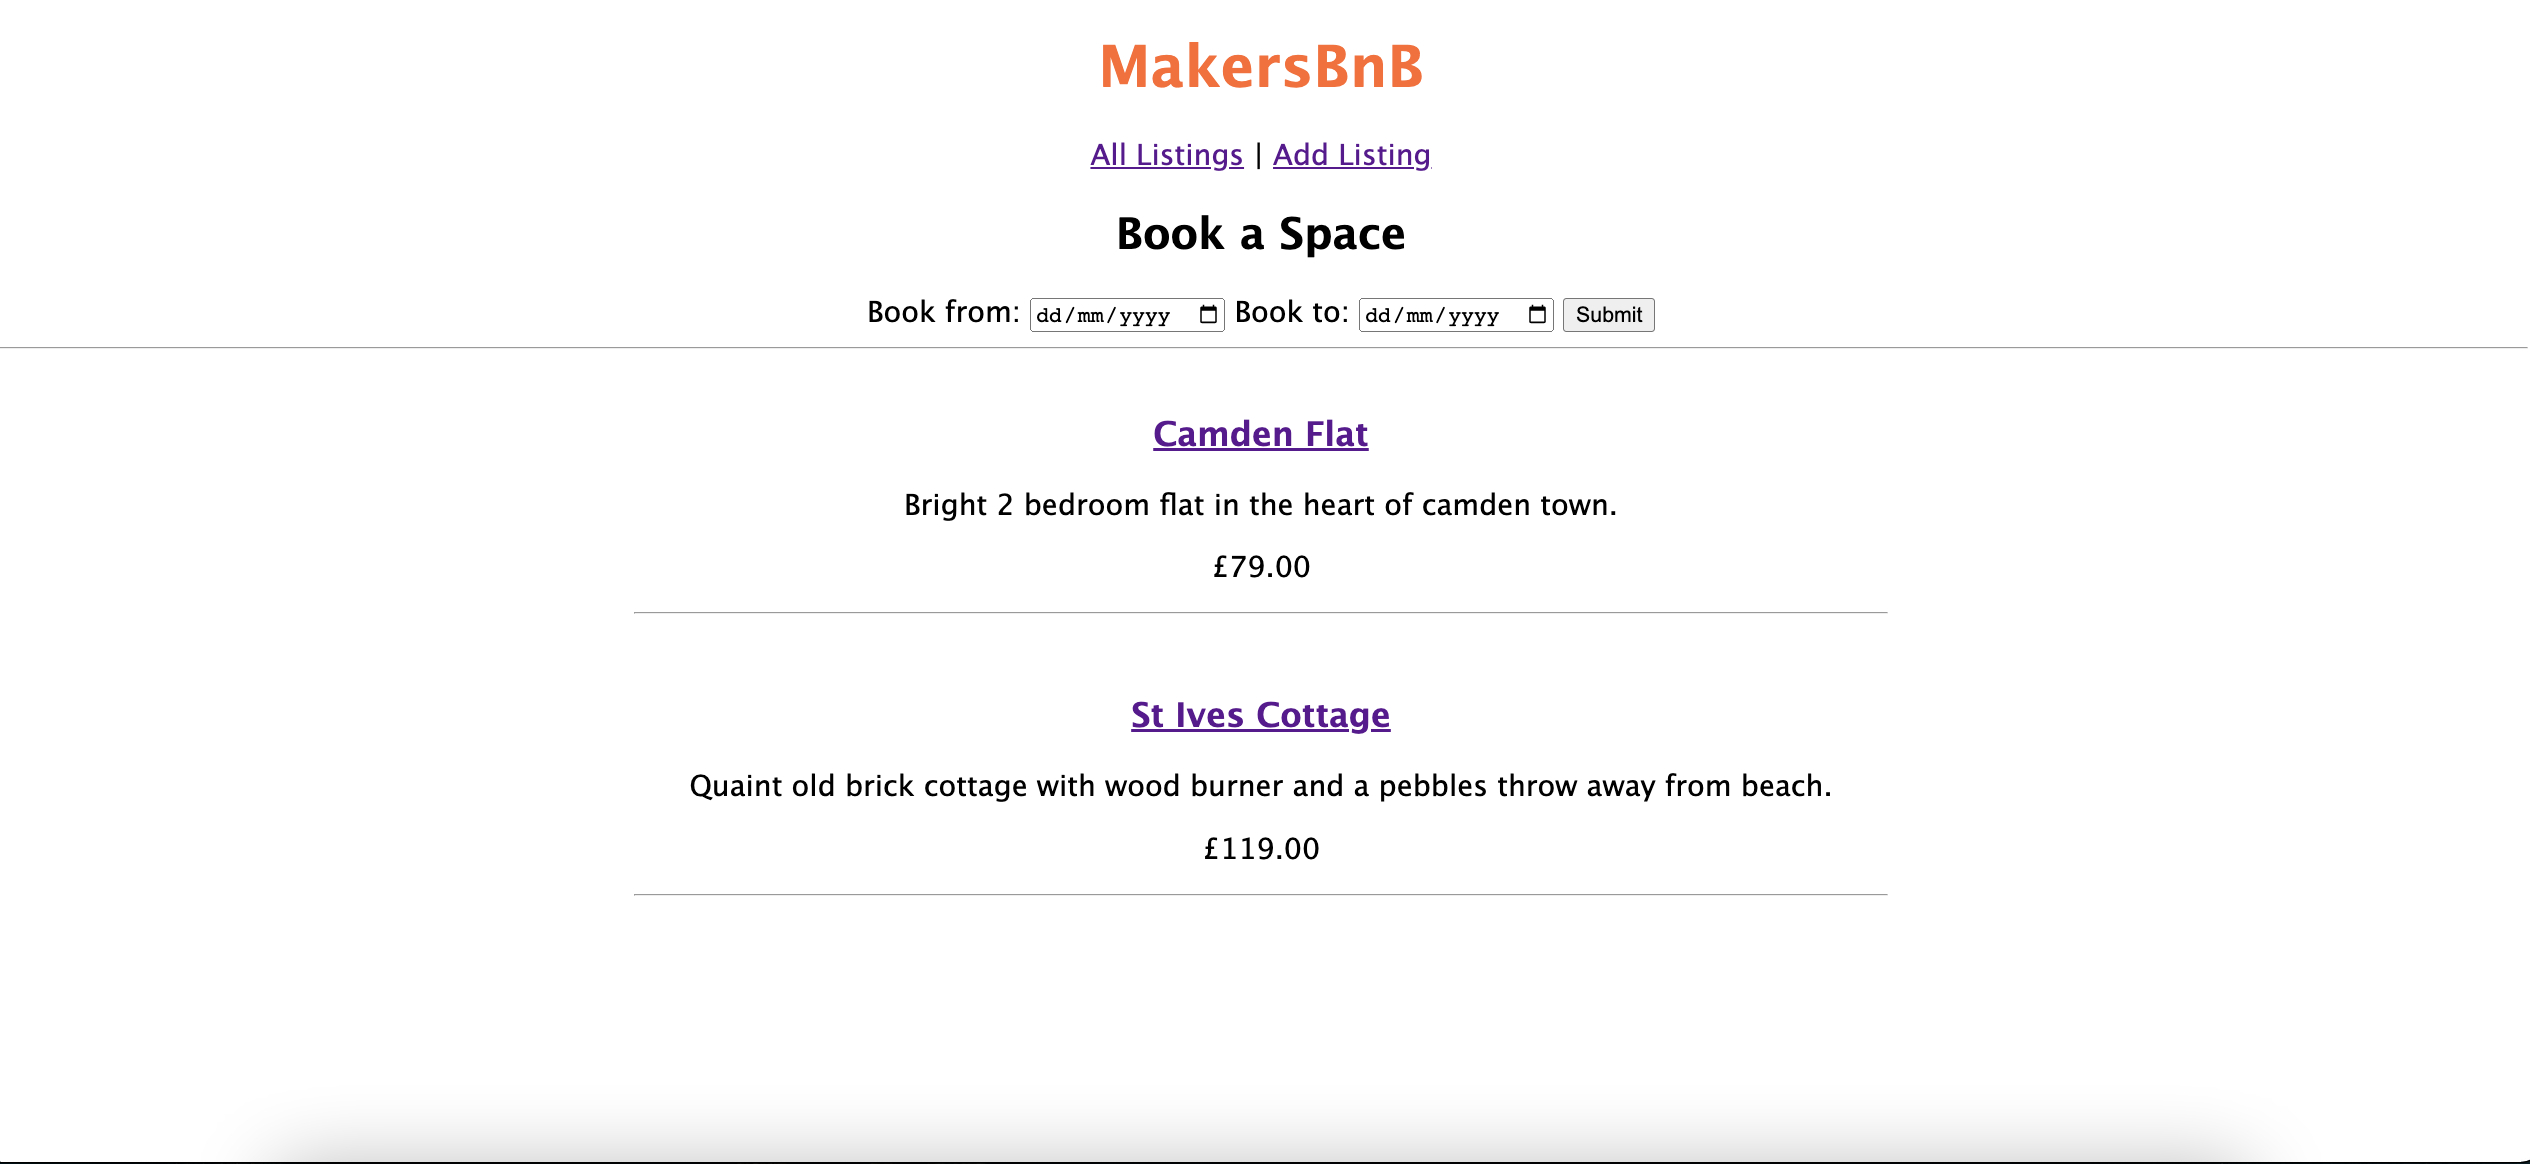 MakersBnB
All Listings | Add Listing
Book a Space
Book from: dd/mm/yyyy Book to: dd/mm/yyyy Submit
Camden Flat
Bright 2 bedroom flat in the heart of camden town.
£79.00
St Ives Cottage
Quaint old brick cottage with wood burner and a pebbles throw away from beach.
£119.00